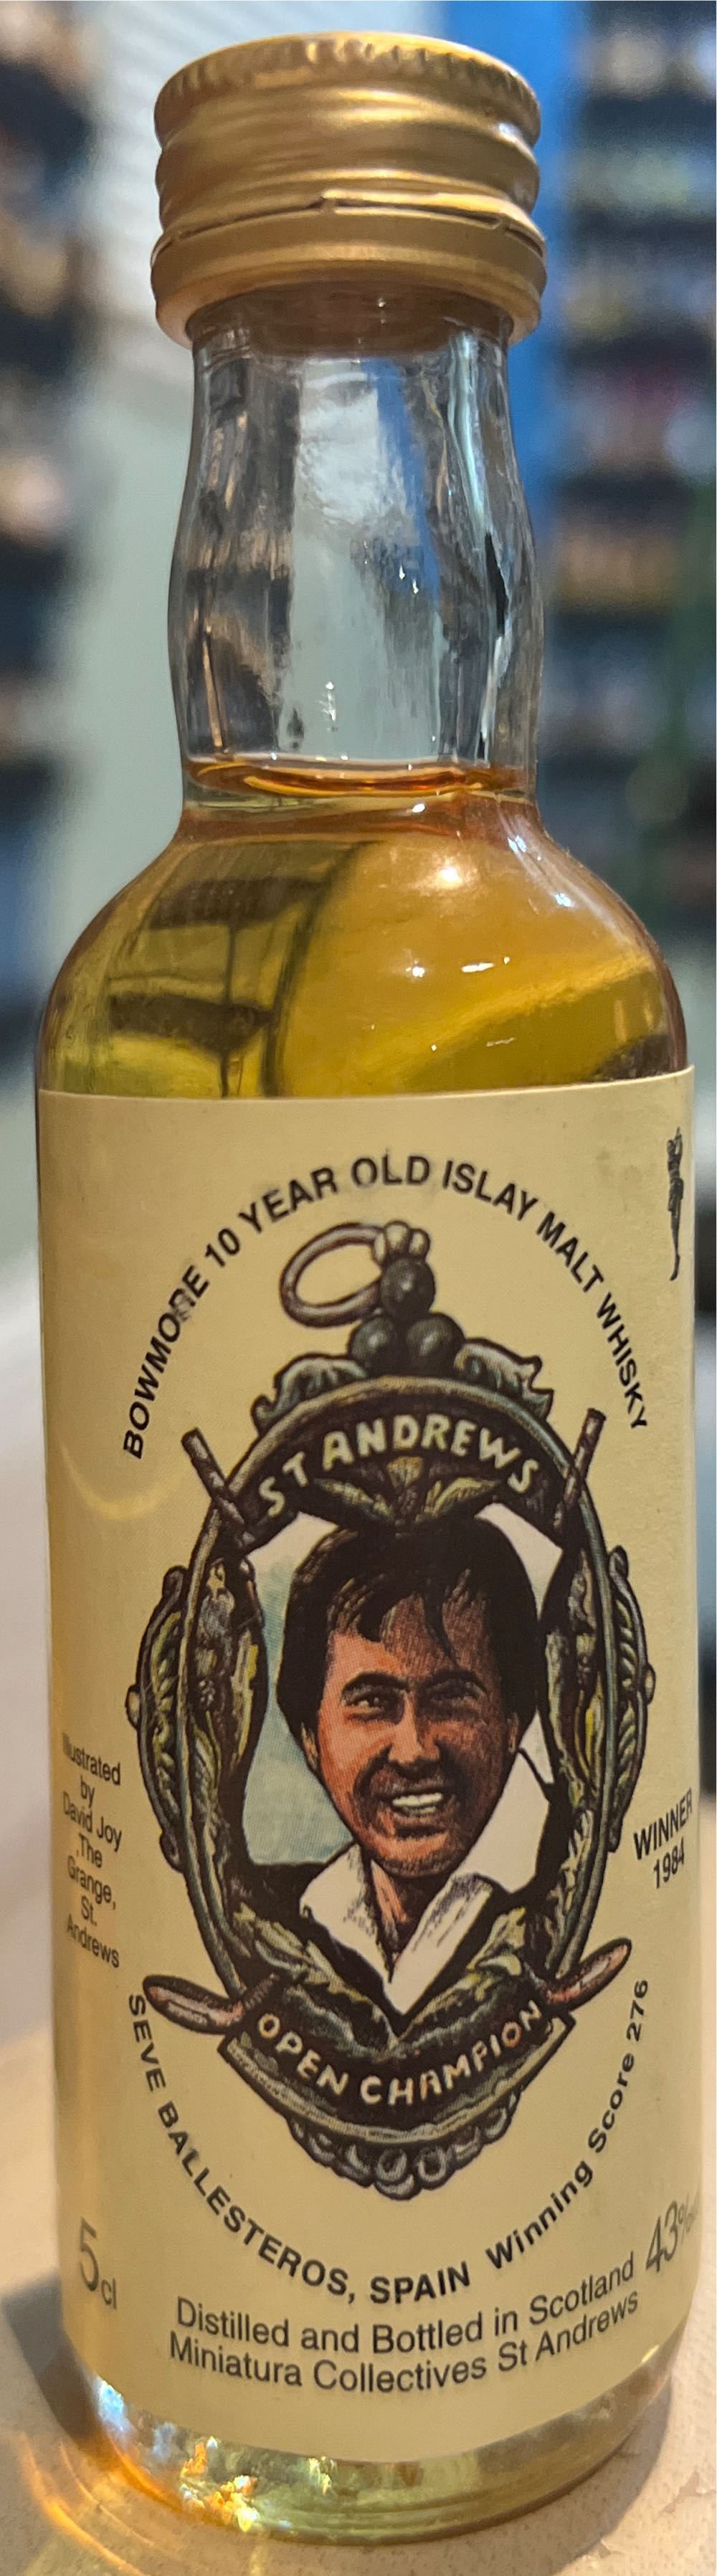 BOWMORE 10 YEAR OLD ISLAY MALT WHISKY
ST ANDREWS
Illustrated
by
David Joy
The
Grange,
St.
Andrews
WINNER
1984
OPEN CHAMPION
SEVE BALLESTEROS, SPAIN Winning Score 276
5cl
43%
Distilled and Bottled in Scotland
Miniatura Collectives St Andrews